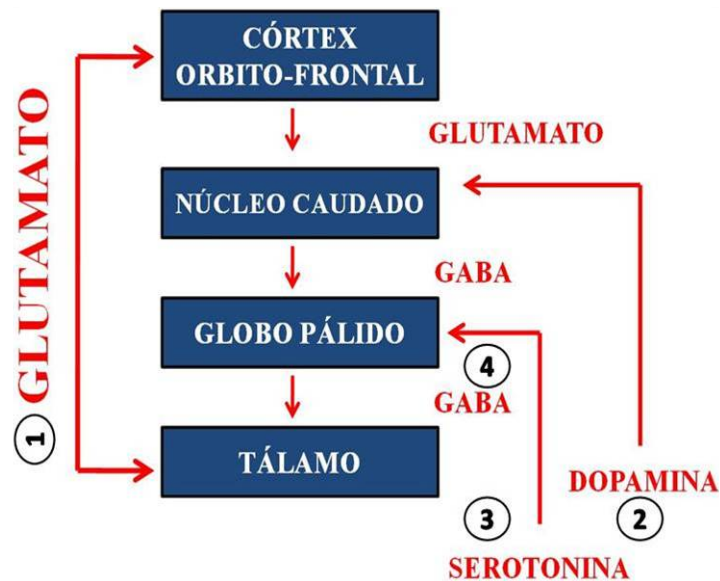 CÓRTEX
ORBITO-FRONTAL
GLUTAMATO
1 GLUTAMATO
NÚCLEO CAUDADO
GABA
GLOBO PÁLIDO
4
GABA
TÁLAMO
DOPAMINA
3
2
SEROTONINA